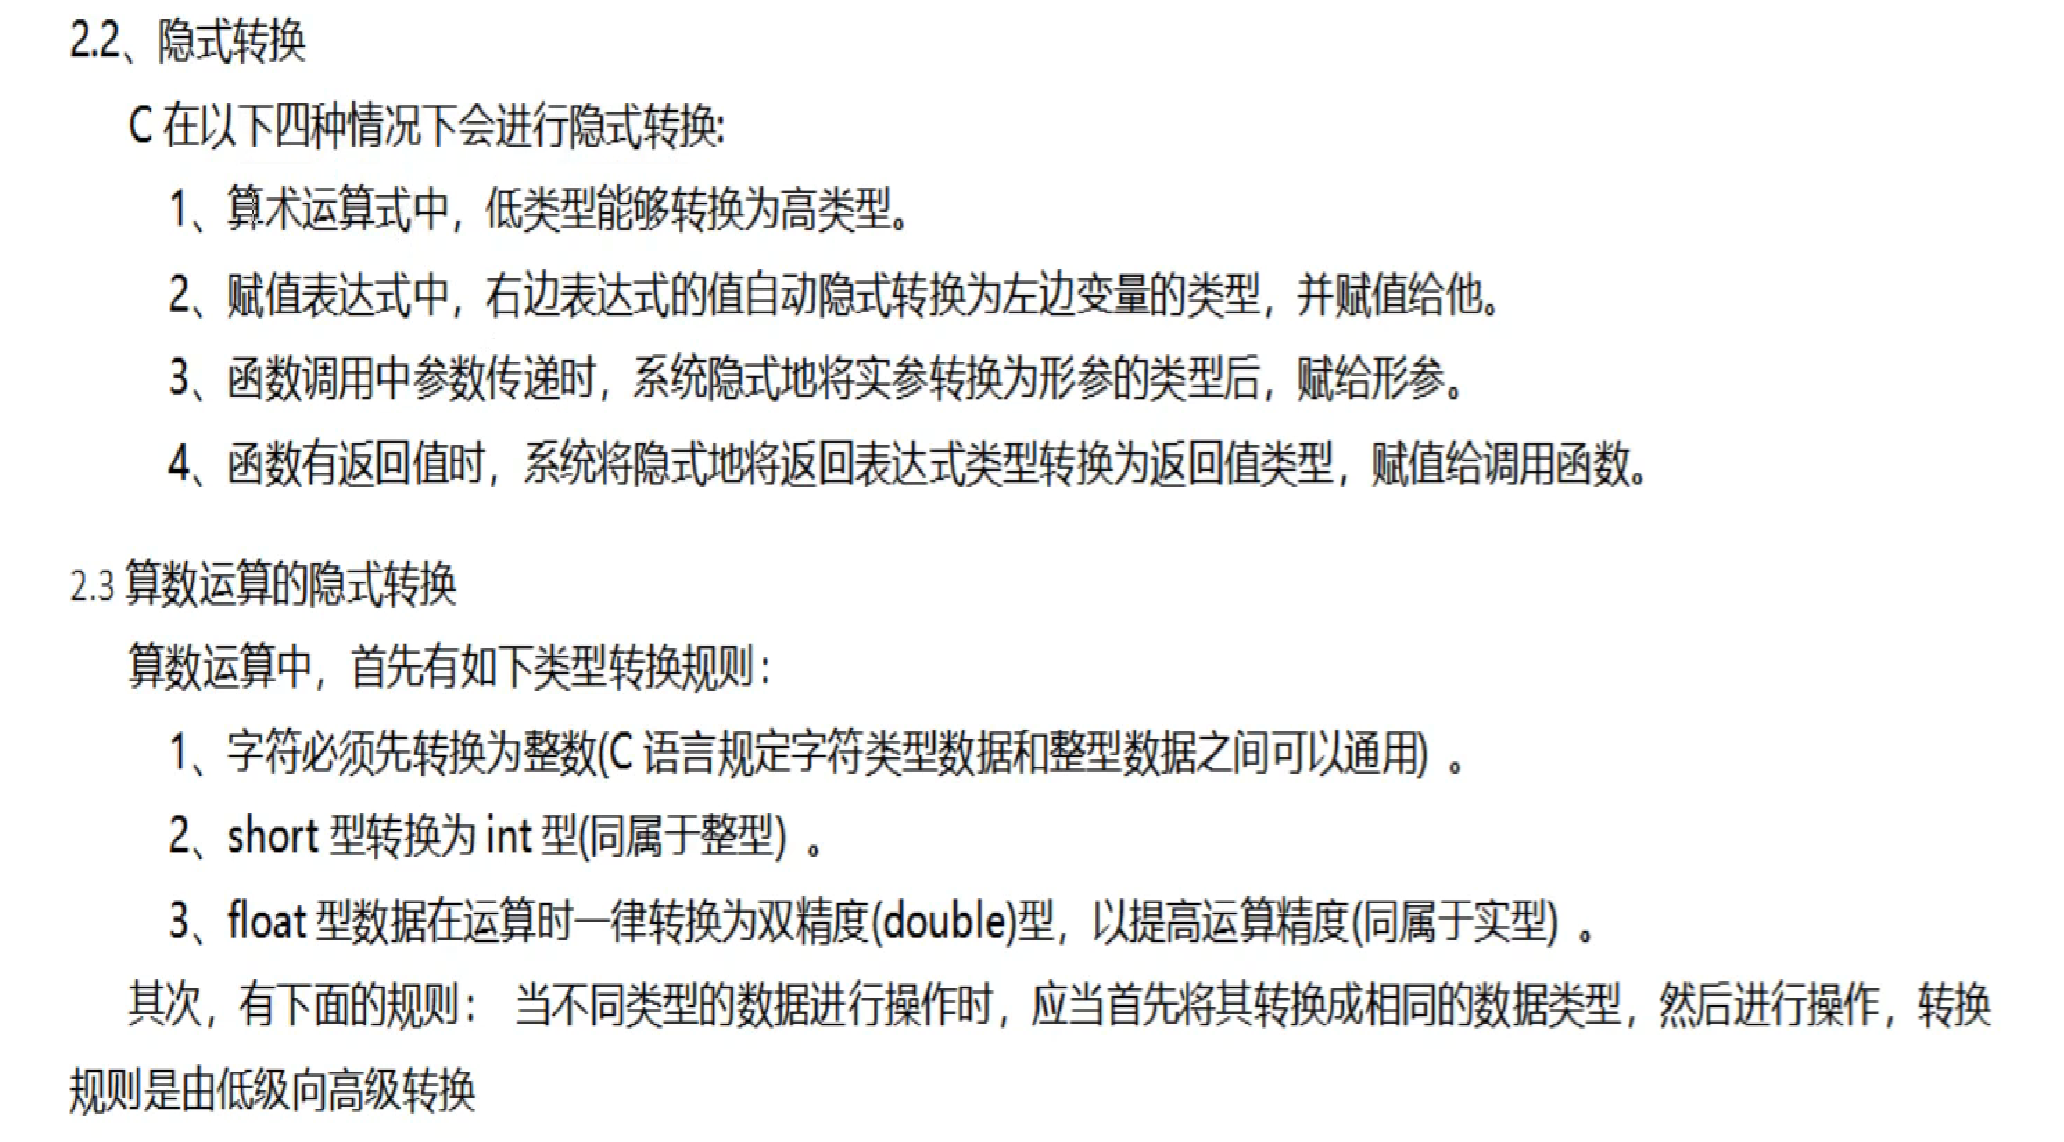 2.2、隐式转换
C 在以下四种情况下会进行隐式转换:
1、算术运算式中，低类型能够转换为高类型。
2、赋值表达式中，右边表达式的值自动隐式转换为左边变量的类型，并赋值给他。
3、函数调用中参数传递时，系统隐式地将实参转换为形参的类型后，赋给形参。
4、函数有返回值时，系统将隐式地将返回表达式类型转换为返回值类型，赋值给调用函数。
2.3 算数运算的隐式转换
算数运算中，首先有如下类型转换规则：
1、字符必须先转换为整数(C 语言规定字符类型数据和整型数据之间可以通用) 。
2、short 型转换为 int 型(同属于整型) 。
3、float 型数据在运算时一律转换为双精度(double)型，以提高运算精度(同属于实型) 。
其次，有下面的规则： 当不同类型的数据进行操作时，应当首先将其转换成相同的数据类型，然后进行操作，转换
规则是由低级向高级转换